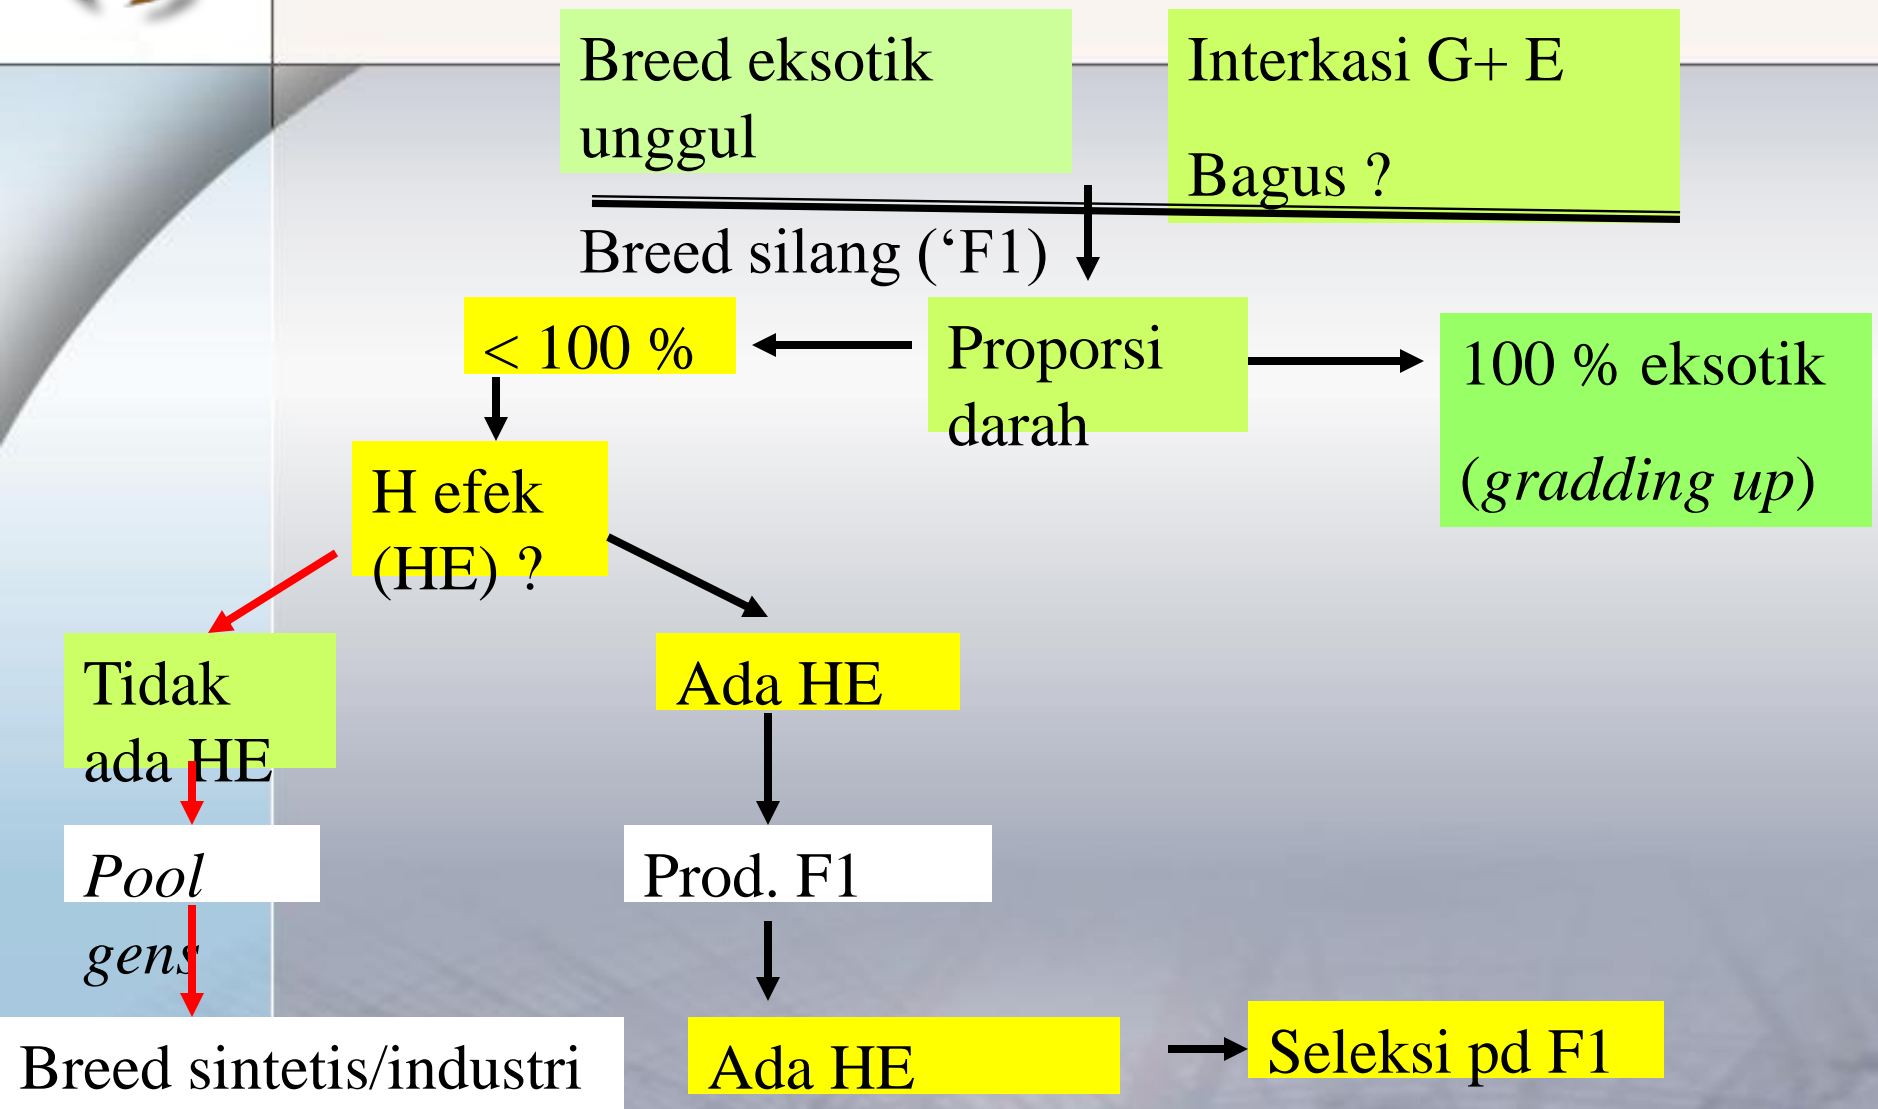 Breed eksotik
unggul
Interkasi G+ E
Bagus ?
Breed silang (‘F1)
< 100 %
Proporsi
darah
100 % eksotik
(gradding up)
H efek
(HE) ?
Tidak
ada HE
Ada HE
Pool
gens
Prod. F1
Breed sintetis/industri
Ada HE
Seleksi pd F1